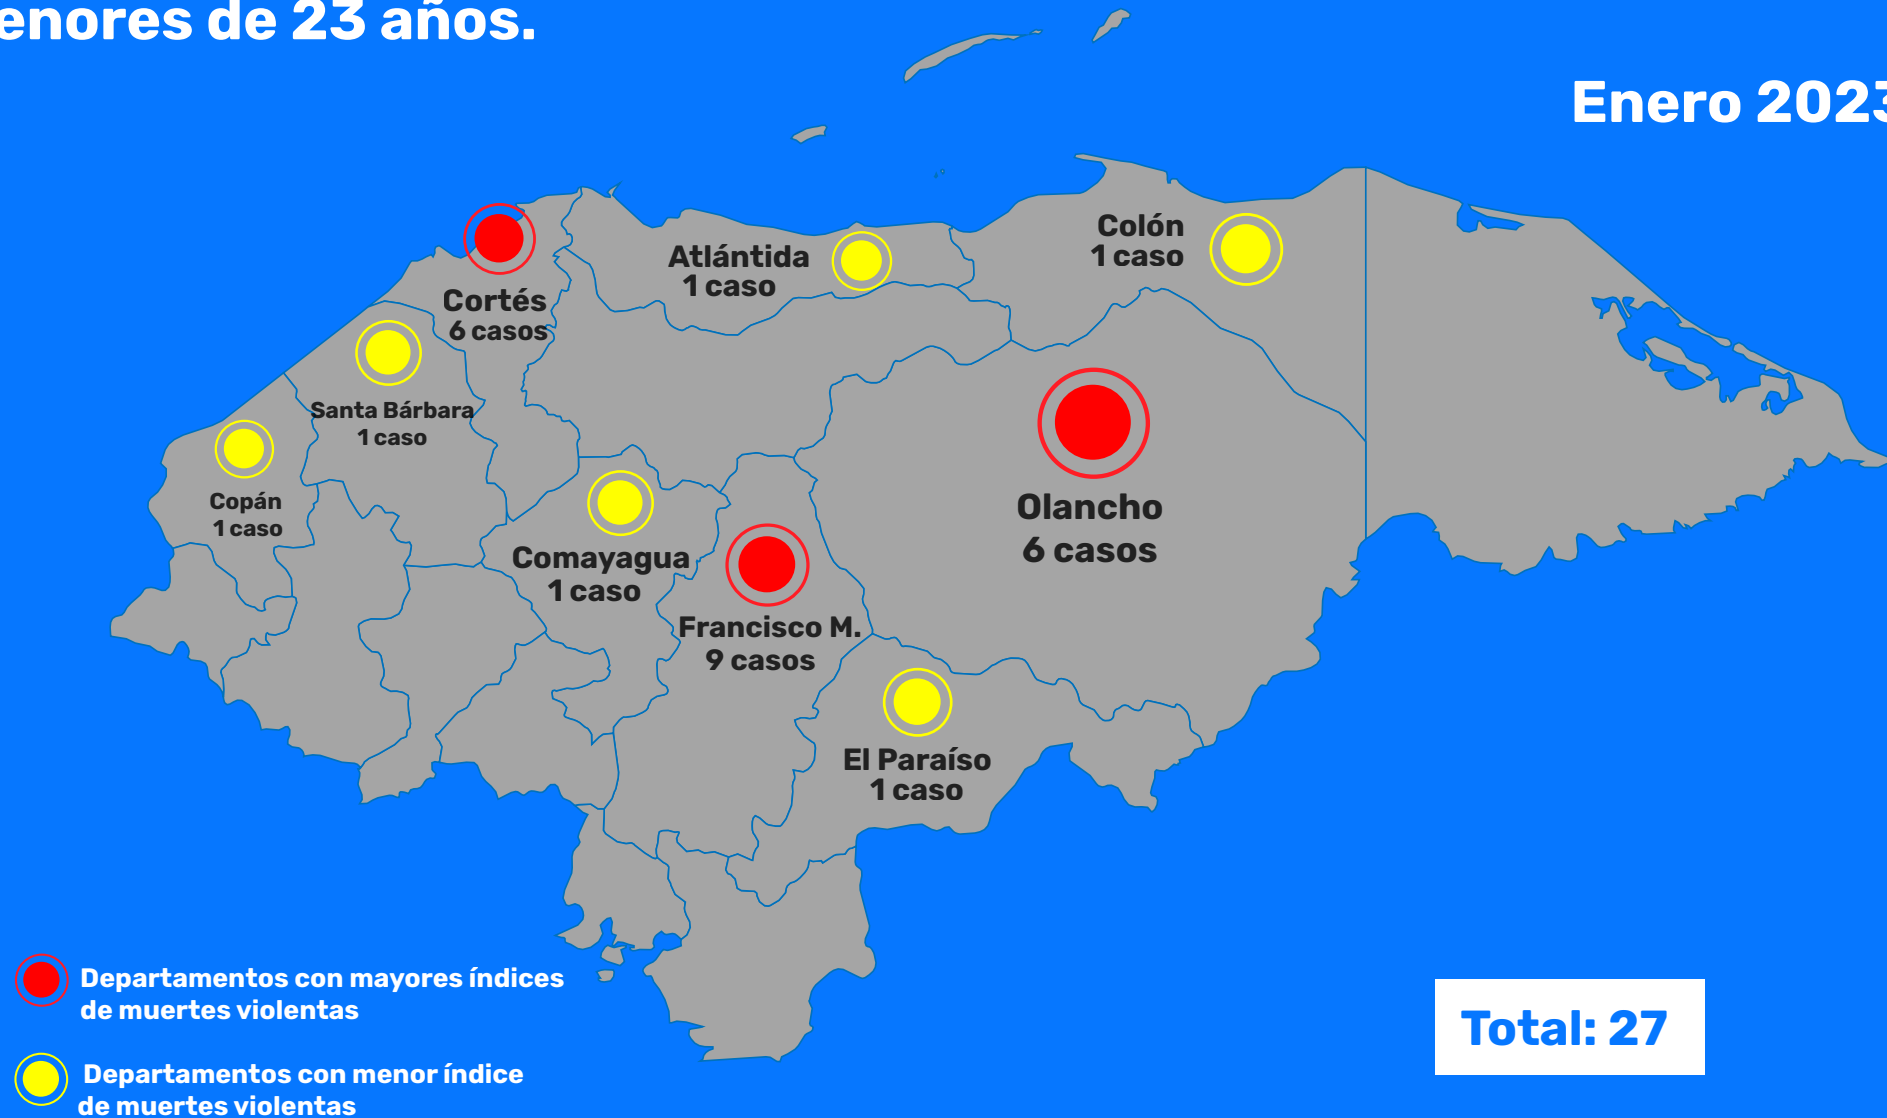 enores de 23 años.
Enero 2023
Colón
1 caso
Atlántida
1 caso
Cortés
6 casos
Santa Bárbara
1 caso
Copán
1 caso
Olancho
6 casos
Comayagua
1 caso
Francisco M.
9 casos
El Paraíso
1 caso
Departamentos con mayores índices
de muertes violentas
Total: 27
Departamentos con menor índice
de muertes violentas